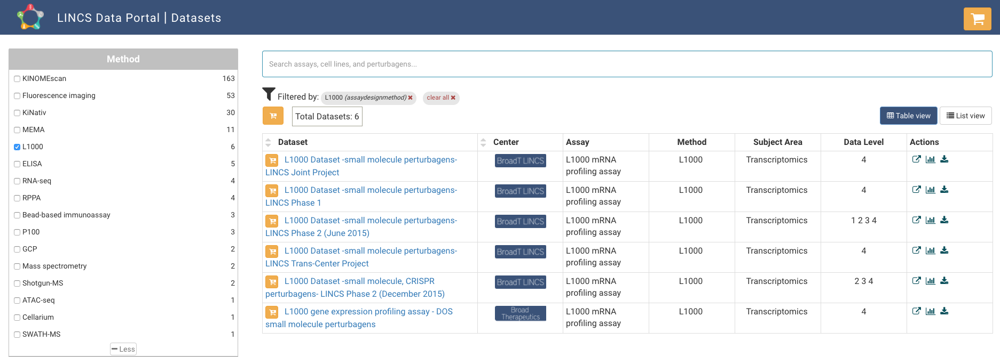 LINCS Data Portal | Datasets
Method
KINOMEscan 163
Fluorescence imaging 53
KiNativ 30
MEMA 11
L1000 6
ELISA 5
RNA-seq 4
RPPA 4
Bead-based immunoassay 3
P100 3
GCP 2
Mass spectrometry 2
Shotgun-MS 2
ATAC-seq 1
Cellarium 1
SWATH-MS 1
Less
Search assays, cell lines, and perturbagens...
Filtered by: L1000 (assaydesignmethod) clear all
Total Datasets: 6
Table view List view
Dataset Center Assay Method Subject Area Data Level Actions
L1000 Dataset -small molecule perturbagens- BroadT LINCS L1000 mRNA L1000 Transcriptomics 4
LINCS Joint Project profiling assay
L1000 Dataset -small molecule perturbagens- BroadT LINCS L1000 mRNA L1000 Transcriptomics 4
LINCS Phase 1 profiling assay
L1000 Dataset -small molecule perturbagens- BroadT LINCS L1000 mRNA L1000 Transcriptomics 1 2 3 4
LINCS Phase 2 (June 2015) profiling assay
L1000 Dataset -small molecule perturbagens- BroadT LINCS L1000 mRNA L1000 Transcriptomics 4
LINCS Trans-Center Project profiling assay
L1000 Dataset -small molecule, CRISPR BroadT LINCS L1000 mRNA L1000 Transcriptomics 2 3 4
perturbagens- LINCS Phase 2 (December 2015) profiling assay
L1000 gene expression profiling assay - DOS Broad L1000 mRNA L1000 Transcriptomics 4
small molecule perturbagens Therapeutics profiling assay